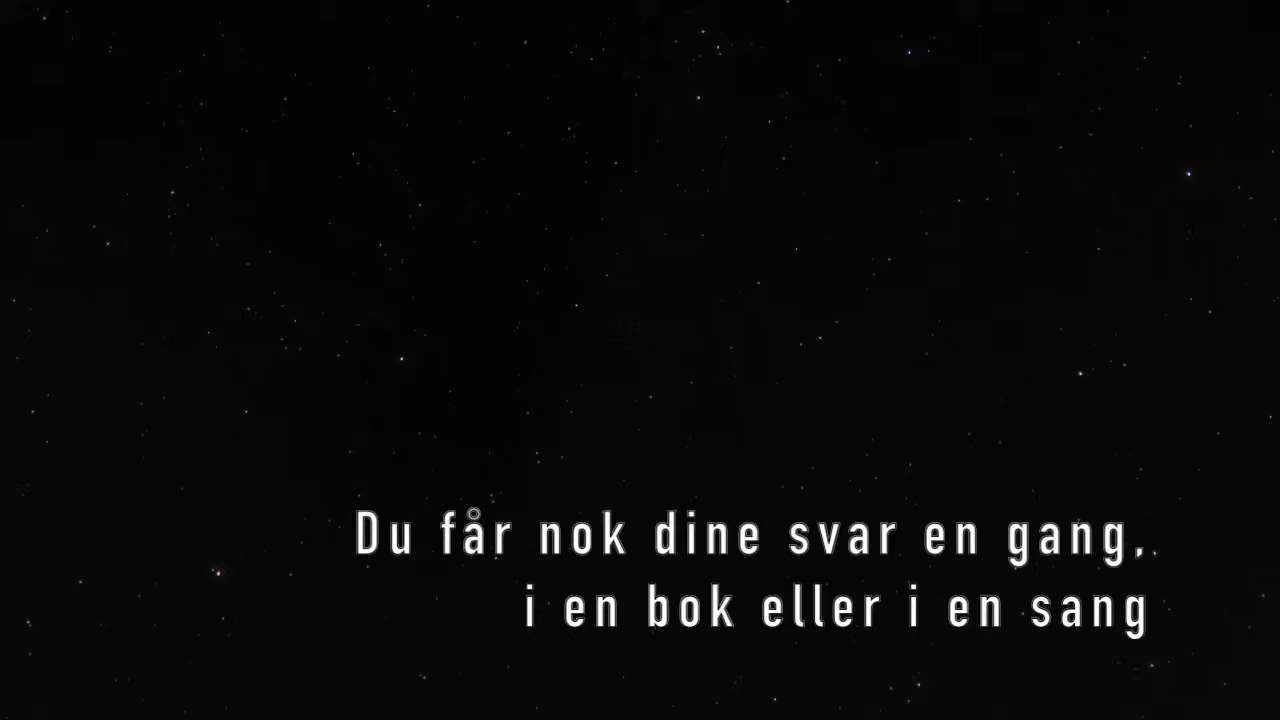 Du får nok dine svar en gang,
i en bok eller i en sang